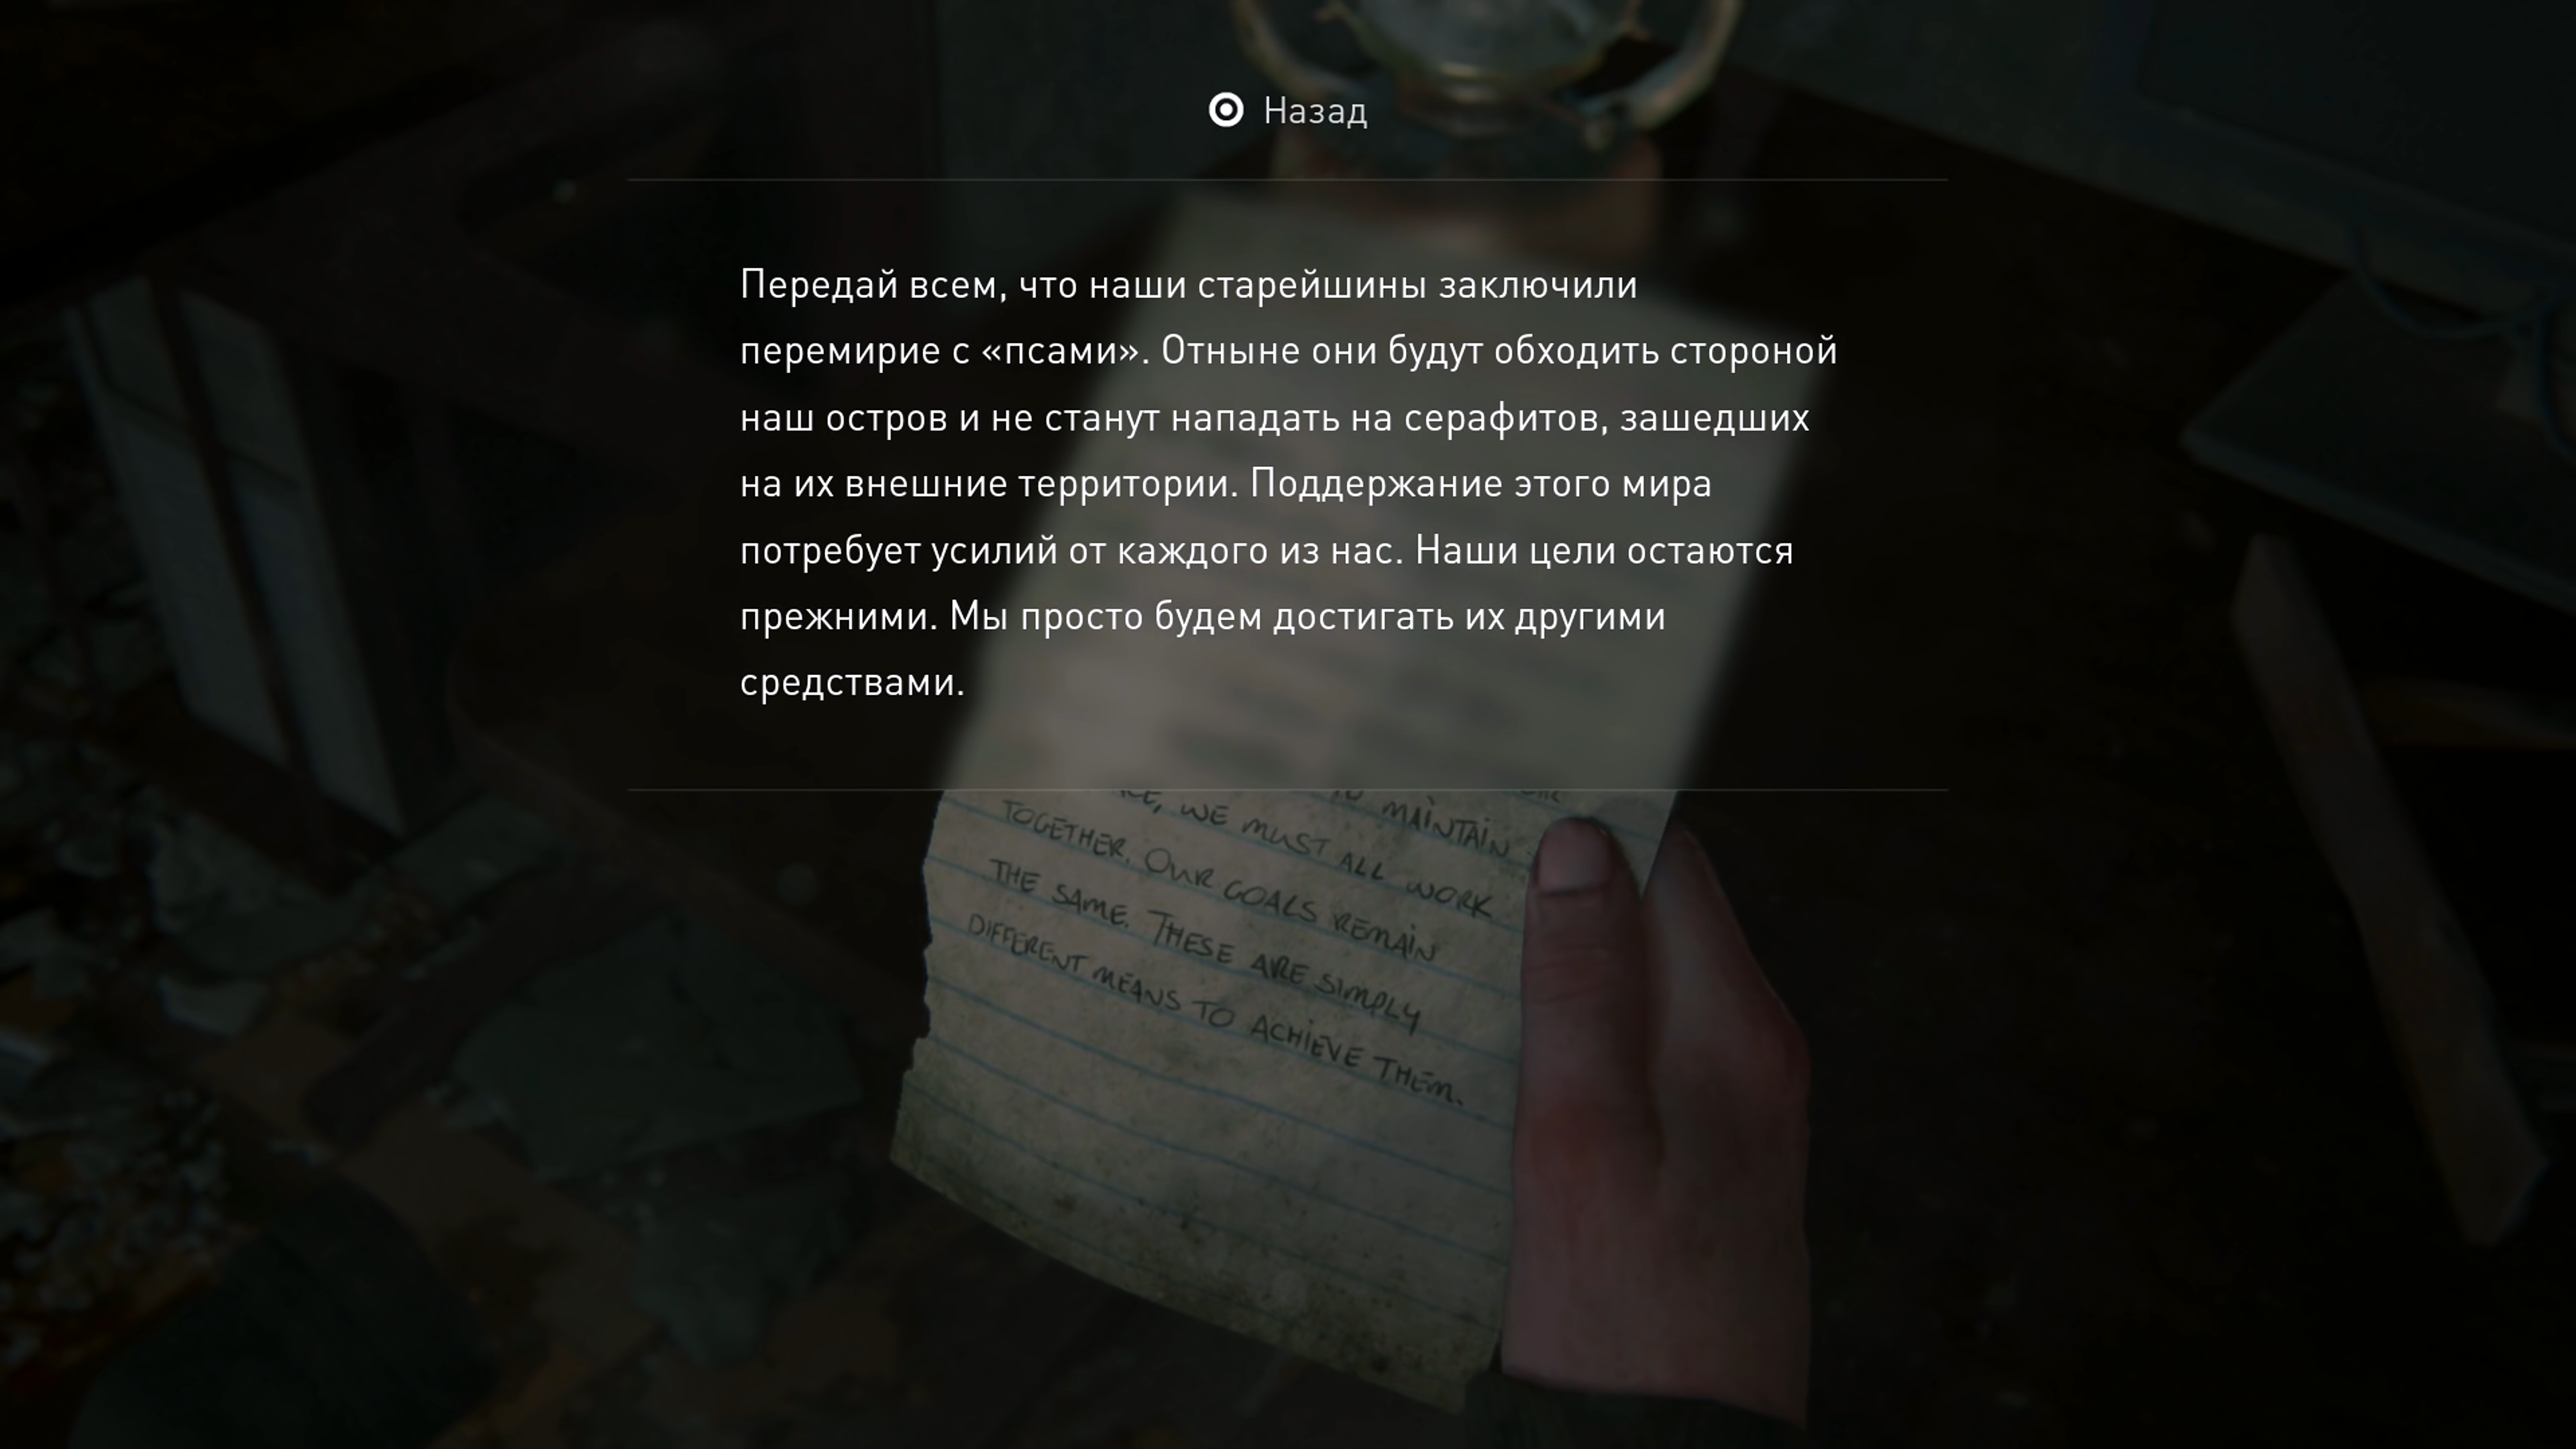 Назад
Передай всем, что наши старейшины заключили
перемирие с «псами». Отныне они будут обходить стороной
наш остров и не станут нападать на серафитов, зашедших
на их внешние территории. Поддержание этого мира
потребует усилий от каждого из нас. Наши цели остаются
прежними. Мы просто будем достигать их другими
средствами.
MAINTAIN
WE MUST ALL WORK
TOGETHER. OUR GOALS REMAIN
THE SAME. THESE ARE SIMPLY
DIFFERENT MEANS TO ACHIEVE THEM.